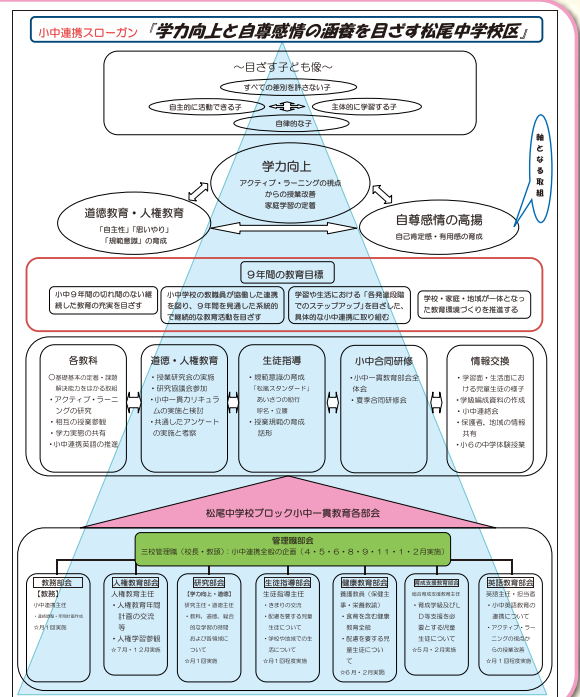 小中連携スローガン 『学力向上と自尊感情の涵養を目ざす松尾中学校区』
～目ざす子ども像～
すべての差別を許さない子
自主的に活動できる子
主体的に学習する子
自律的な子
軸となる取組
学力向上
アクティブ・ラーニングの視点
からの授業改善
家庭学習の定着
道徳教育・人権教育
「自主性」「思いやり」
「規範意識」の育成
自尊感情の高揚
自己肯定感・有用感の育成
9年間の教育目標
小中9年間の切れ間のない継
続した教育の充実を目ざす
小中学校の教職員が協働した連携
を図り、9年間を見通した系統的
で継続的な教育活動を目ざす
学習や生活における「各発達段階
でのステップアップ」を目ざした、
具体的な小中連携に取り組む
学校・家庭・地域が一体となっ
た教育環境づくりを推進する
各教科
○基礎基本の定着・課題
解決能力をはかる取組
・アクティブ・ラーニ
ングの研究
・相互の授業参観
・学力実態の共有
・小中連携英語の推進
道徳・人権教育
・授業研究会の実施
・研究協議会参加
・小中一貫カリキュラ
ムの実施と検討
・共通したアンケート
の実施と考察
生徒指導
・規範意識の育成
「松尾スタンダード」
あいさつの励行
呼名・立腰
・授業規範の育成
話形
小中合同研修
・小中一貫教育部会全
体会
・夏季合同研修会
情報交換
・学習面・生活面にお
ける児童生徒の様子
・学級編成資料の作成
・小中連絡会
・保護者、地域の情報
共有
・小6の中学体験授業
松尾中学校ブロック小中一貫教育各部会
管理職部会
三校管理職（校長・教頭）：小中連携全般の企画（4・5・6・8・9・11・1・2月実施）
教務部会
【教務】
小中連携主任
☆月1回実施
人権教育部会
人権教育主任
・人権教育年間
計画の交流
等
・人権学習参観
☆7月・12月実施
研究部会
【学力向上・道徳】
研究主任・道徳主任
・教科、道徳、総合
的な学習の時間
および各領域に
ついて
☆月1回実施
生徒指導部会
生徒指導主任
・きまりの交流
・配慮を要する児童
生徒について
・学校や地域での生
活について
☆月1回程度実施
健康教育部会
養護教諭（保健主
事・栄養教諭）
・食育を含む健康
教育全般
・配慮を要する児
童生徒につい
て
☆6月・2月実施
育成支援教育部会
総合育成支援教育主任
・育成学級及びL
D等支援を必
要とする児童
生徒について
☆5月・2月実施
英語教育部会
英語主任・担当者
・小中英語教育の
連携について
・アクティブ・ラー
ニングの視点か
らの授業改善
☆月1回程度実施